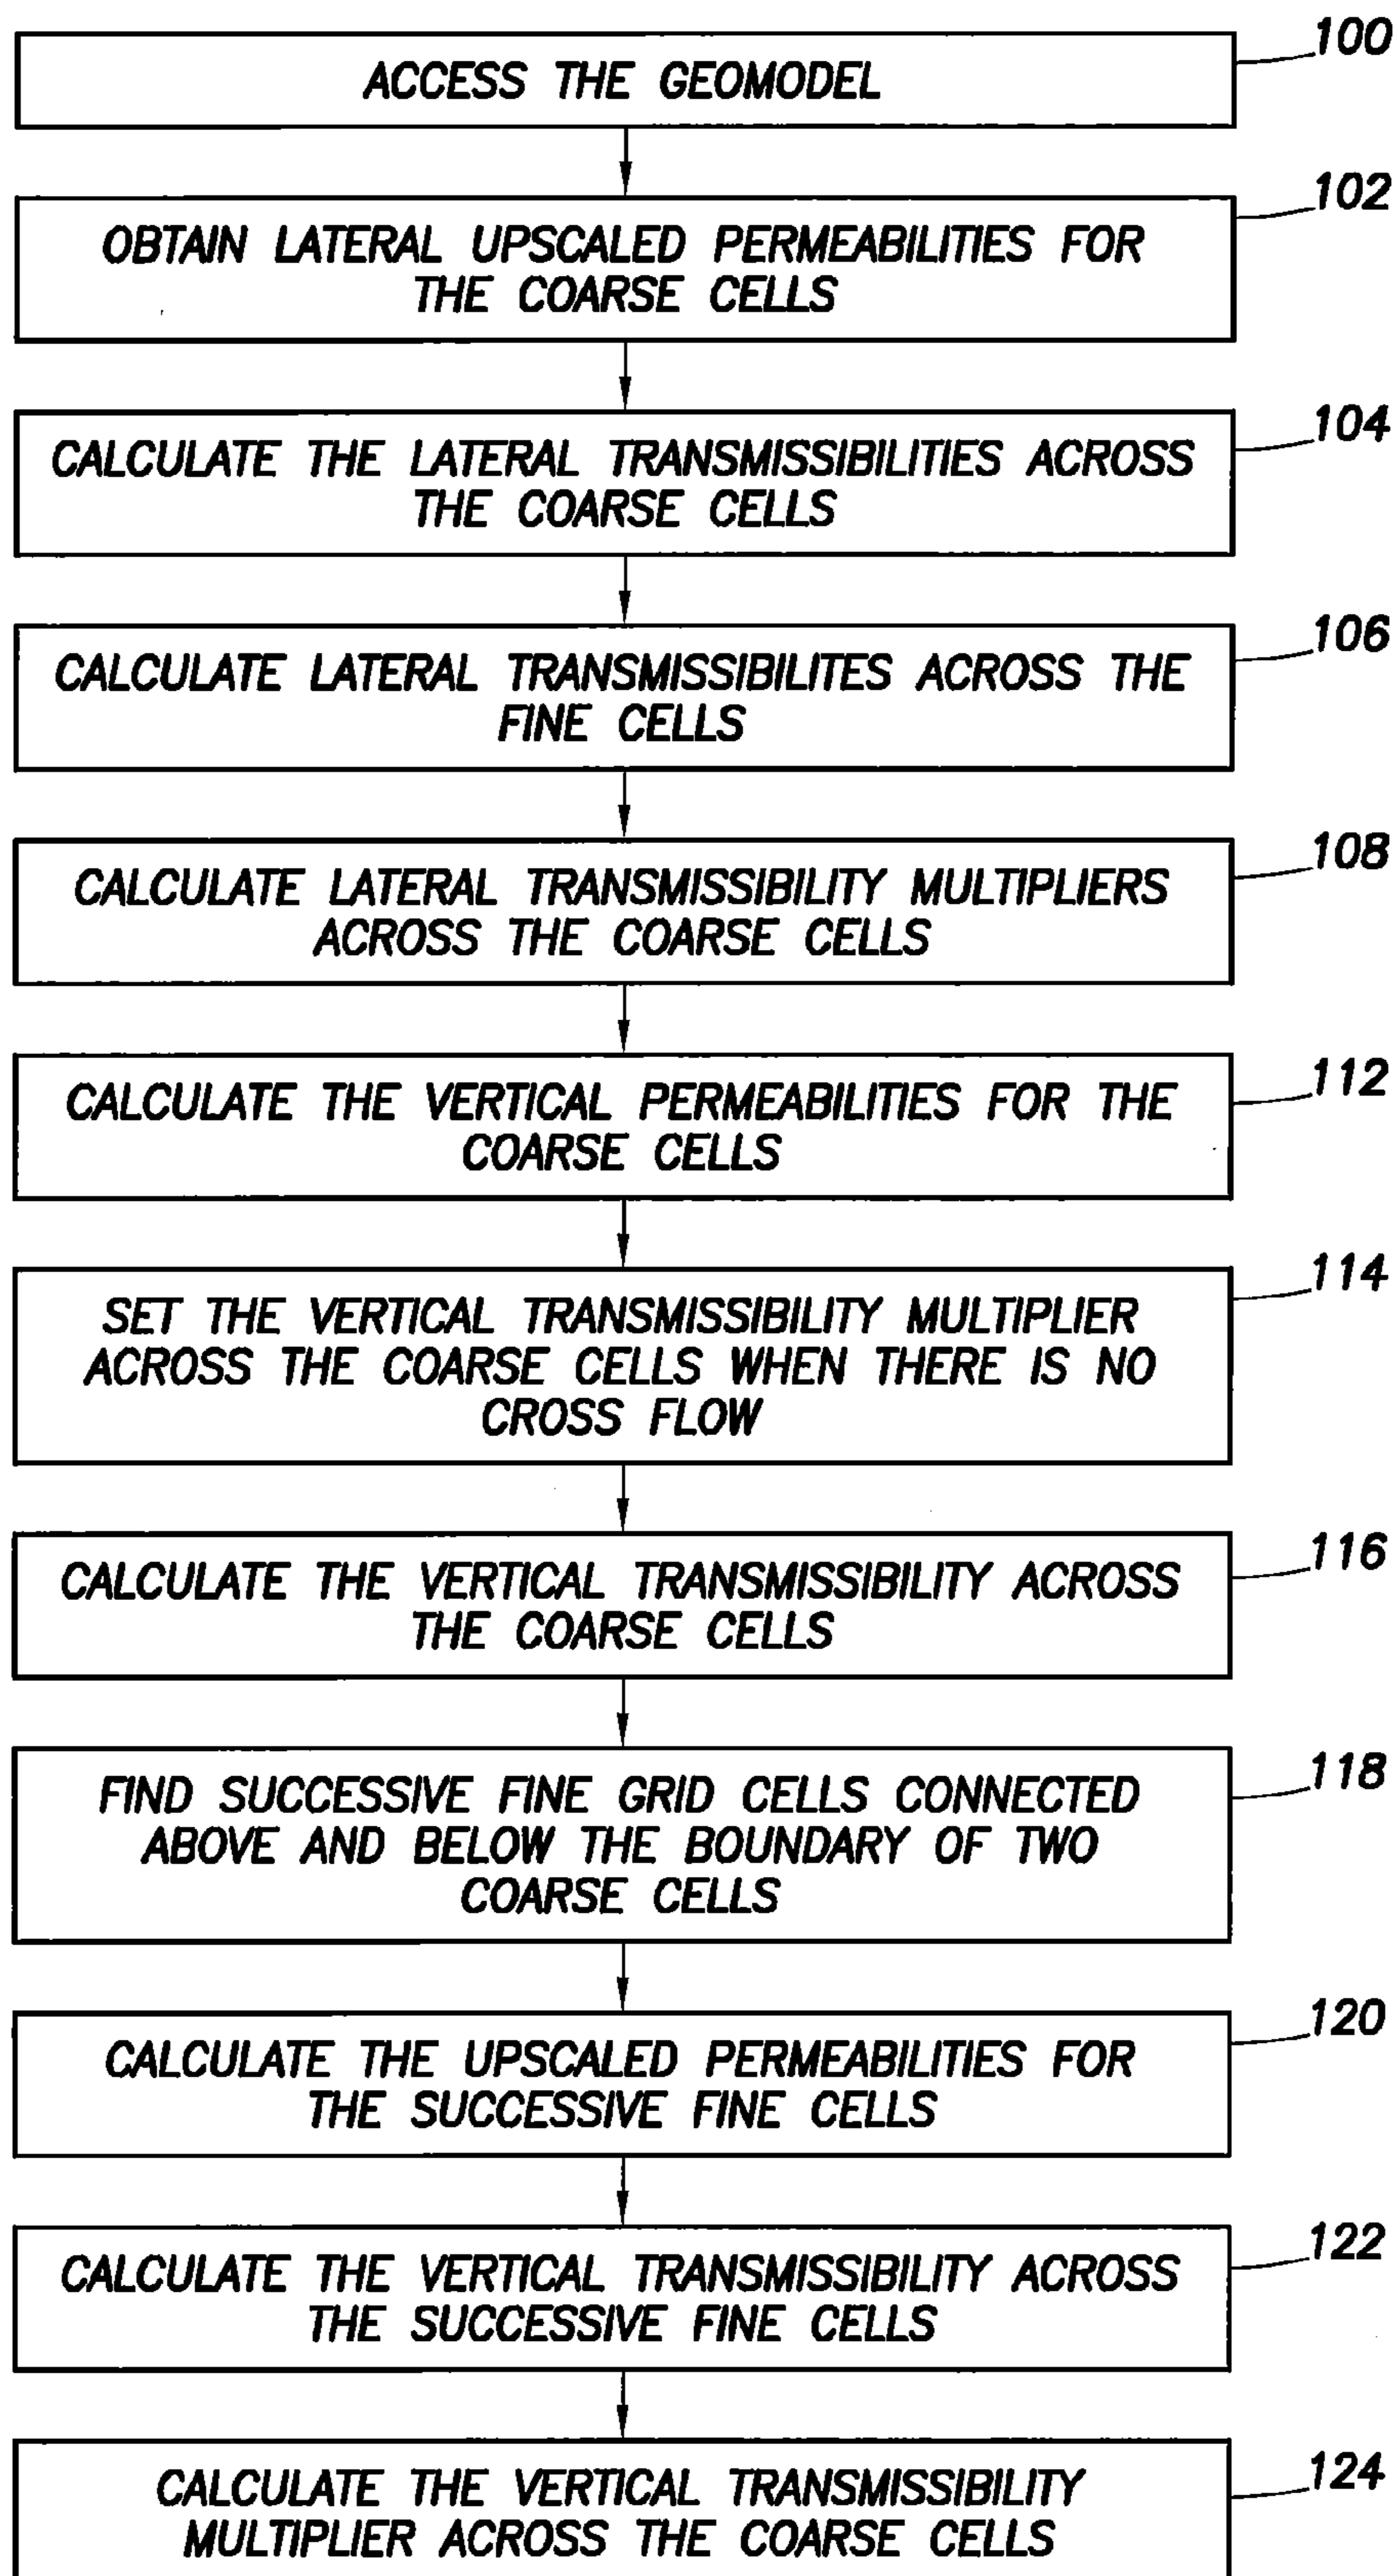 100
ACCESS THE GEOMODEL
102
OBTAIN LATERAL UPSCALED PERMEABILITIES FOR
THE COARSE CELLS
104
CALCULATE THE LATERAL TRANSMISSIBILITIES ACROSS
THE COARSE CELLS
106
CALCULATE LATERAL TRANSMISSIBILITES ACROSS THE
FINE CELLS
108
CALCULATE LATERAL TRANSMISSIBILITY MULTIPLIERS
ACROSS THE COARSE CELLS
112
CALCULATE THE VERTICAL PERMEABILITIES FOR THE
COARSE CELLS
114
SET THE VERTICAL TRANSMISSIBILITY MULTIPLIER
ACROSS THE COARSE CELLS WHEN THERE IS NO
CROSS FLOW
116
CALCULATE THE VERTICAL TRANSMISSIBILITY ACROSS
THE COARSE CELLS
118
FIND SUCCESSIVE FINE GRID CELLS CONNECTED
ABOVE AND BELOW THE BOUNDARY OF TWO
COARSE CELLS
120
CALCULATE THE UPSCALED PERMEABILITIES FOR
THE SUCCESSIVE FINE CELLS
122
CALCULATE THE VERTICAL TRANSMISSIBILITY ACROSS
THE SUCCESSIVE FINE CELLS
124
CALCULATE THE VERTICAL TRANSMISSIBILITY
MULTIPLIER ACROSS THE COARSE CELLS